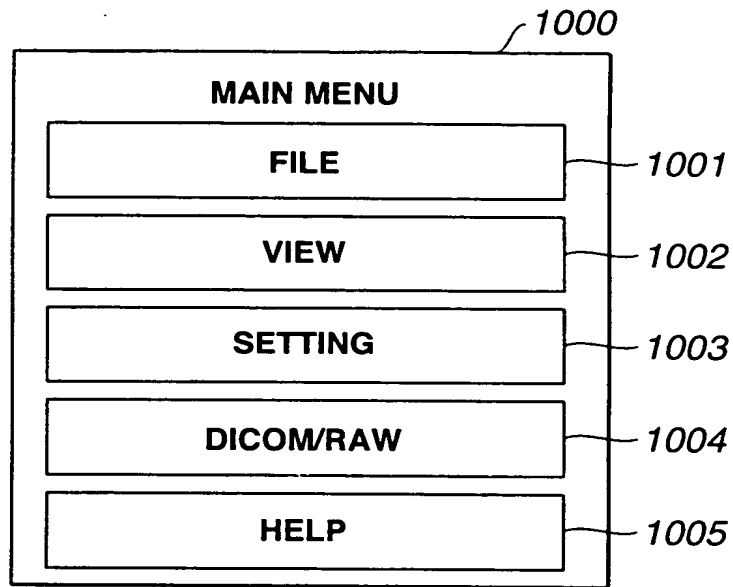 1000
MAIN MENU
FILE 1001
VIEW 1002
SETTING 1003
DICOM/RAW 1004
HELP 1005